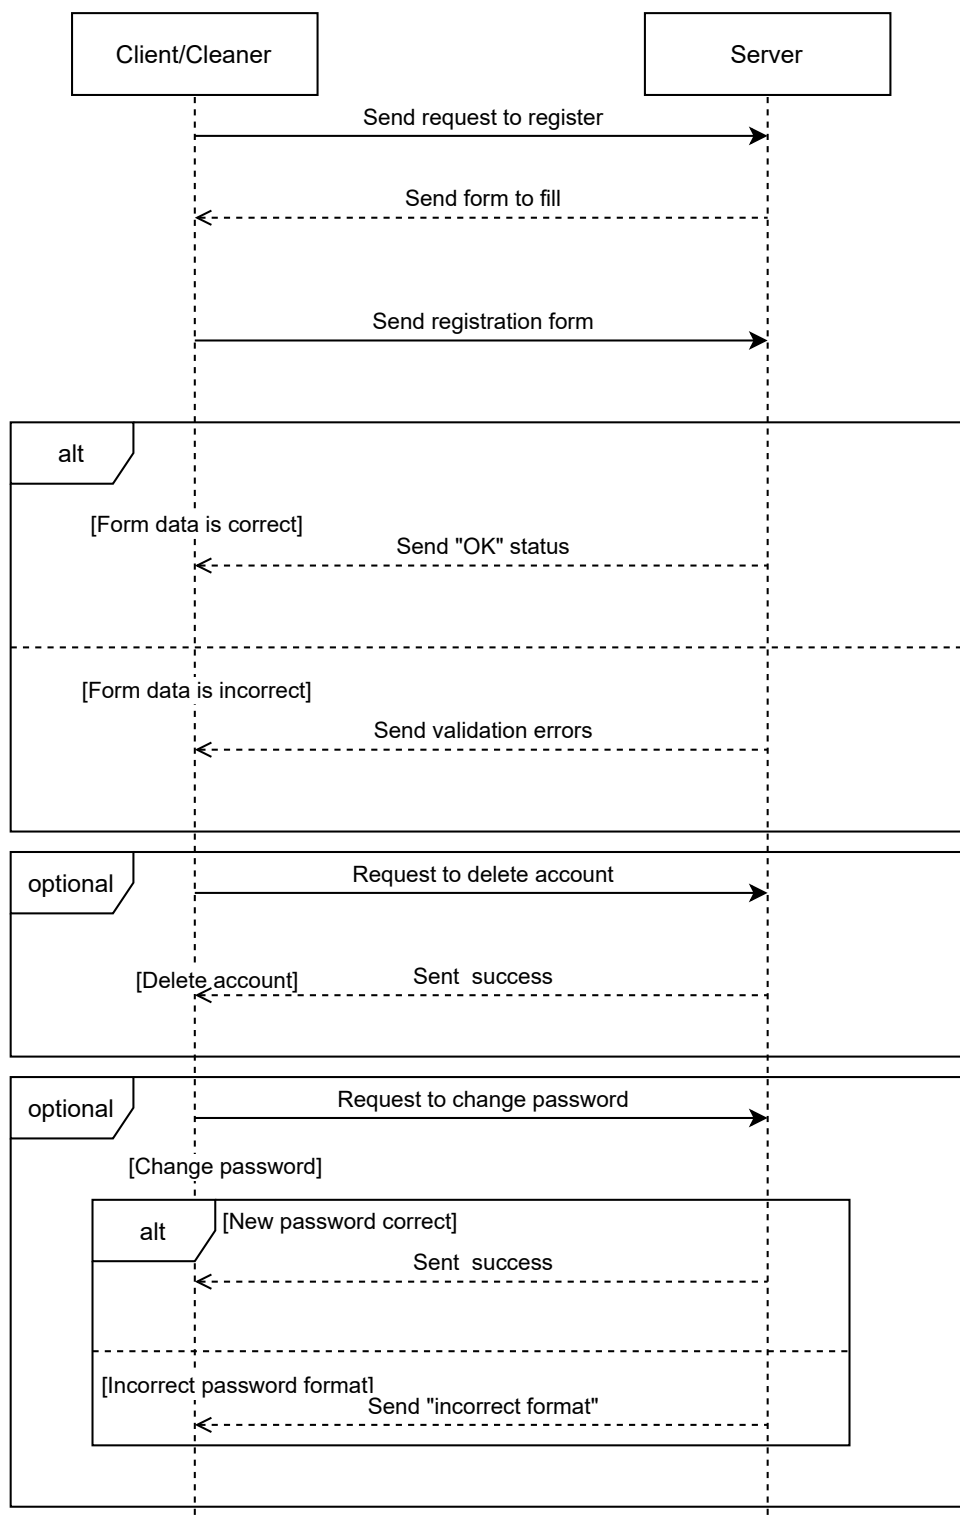 Client/Cleaner
Server
Send request to register
Send form to fill
Send registration form
alt
[Form data is correct]
Send "OK" status
[Form data is incorrect]
Send validation errors
optional
Request to delete account
[Delete account]
Sent  success
optional
Request to change password
[Change password]
alt
[New password correct]
Sent  success
[Incorrect password format]
Send "incorrect format"